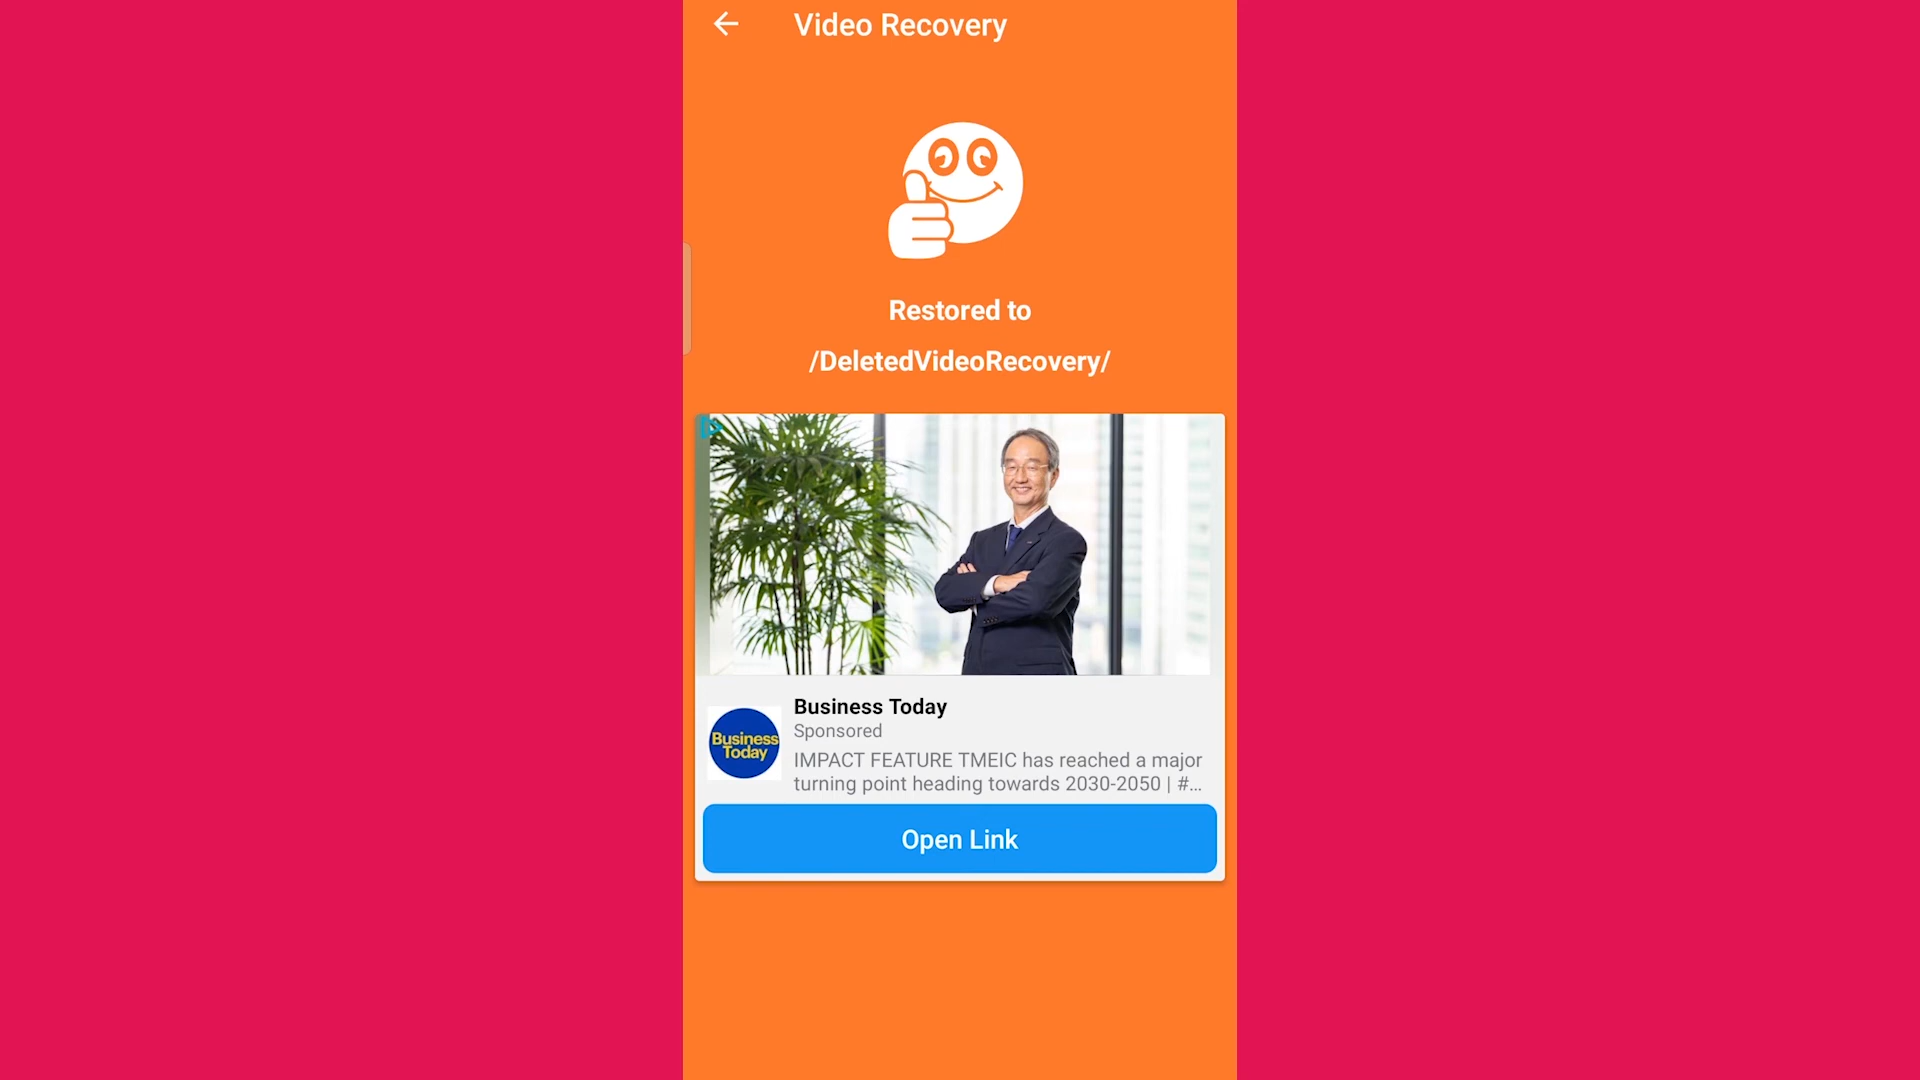 Video Recovery
Restored to
/DeletedVideoRecovery/
Business Today
Sponsored
Business
Today
IMPACT FEATURE TMEIC has reached a major
turning point heading towards 2030-2050 | #...
Open Link